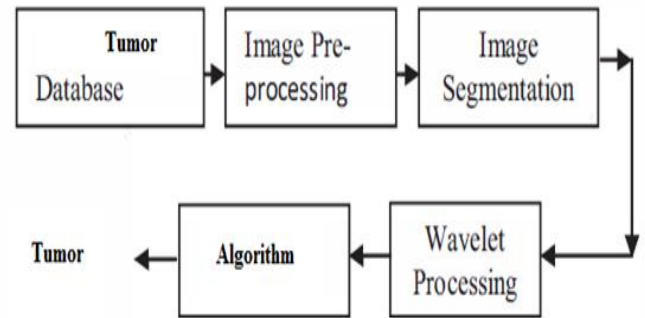 Tumor
Database
Image Pre-
processing
Image
Segmentation
Wavelet
Processing
Algorithm
Tumor